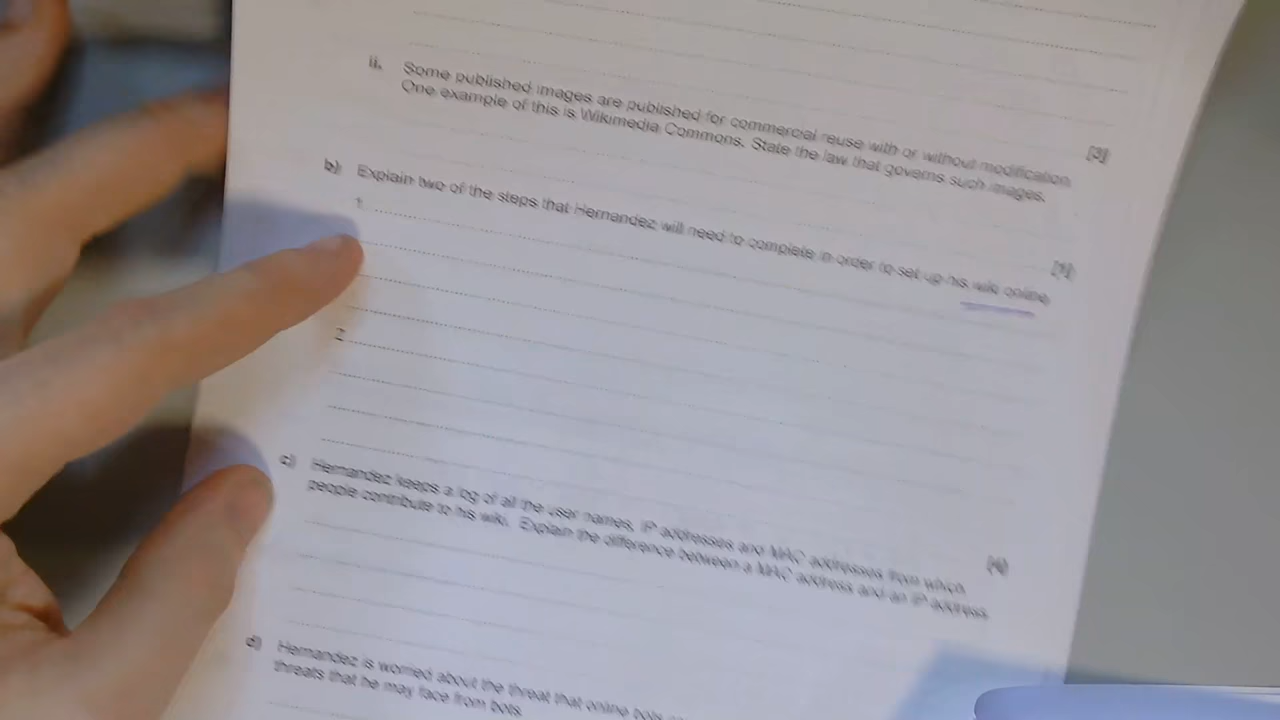 ii. Some published images are published for commercial reuse with or without modification.
One example of this is Wikimedia Commons. State the law that governs such images.
[3]
b) Explain two of the steps that Hernandez will need to complete in order to set up his wiki online.
[1]
1.
2.
c) Hernandez keeps a log of all the user names, IP addresses and MAC addresses from which
people contribute to his wiki. Explain the difference between a MAC address and an IP address.
[4]
d) Hernandez is worried about the threat that online bots
threats that he may face from bots.